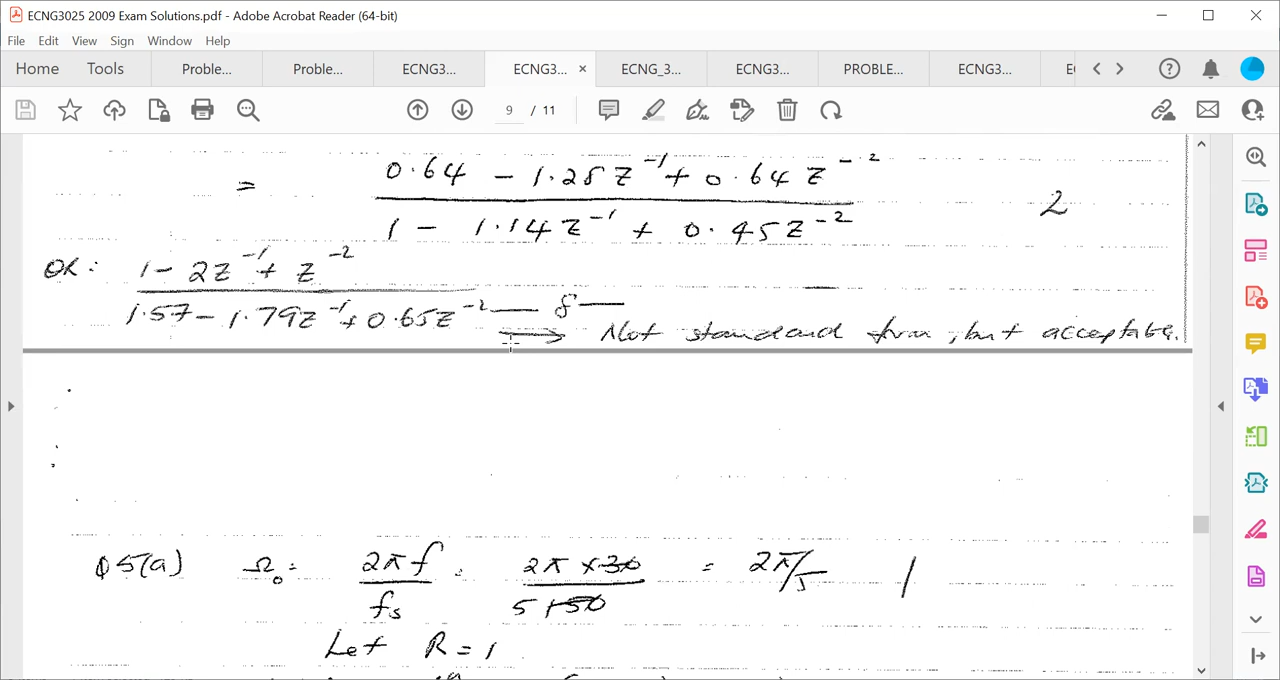 ECNG3025 2009 Exam Solutions.pdf - Adobe Acrobat Reader (64-bit)
File Edit View Sign Window Help
Home Tools Proble... Proble... ECNG3... ECNG3... × ECNG_3... ECNG3... PROBLE... ECNG3...
9 / 11
= 0.64 - 1.28z^-1 + 0.64z^-2
1 - 1.14z^-1 + 0.45z^-2 2
OR: 1 - 2z^-1 + z^-2
1.57 - 1.79z^-1 + 0.65z^-2
Not standard form, but acceptable.
Q5(a) Ω₀ = 2πf / fs = 2π × 30 / 5 150 = 2π/5 1
Let R = 1